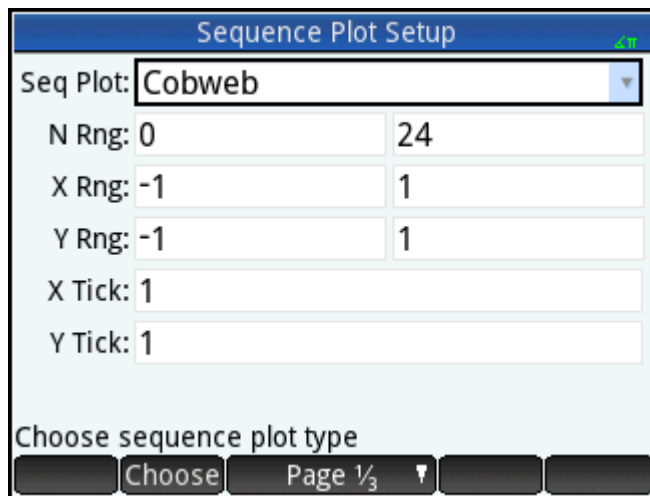 Sequence Plot Setup
∡π
Seq Plot: Cobweb
N Rng: 0 24
X Rng: -1 1
Y Rng: -1 1
X Tick: 1
Y Tick: 1
Choose sequence plot type
Choose Page ⅓